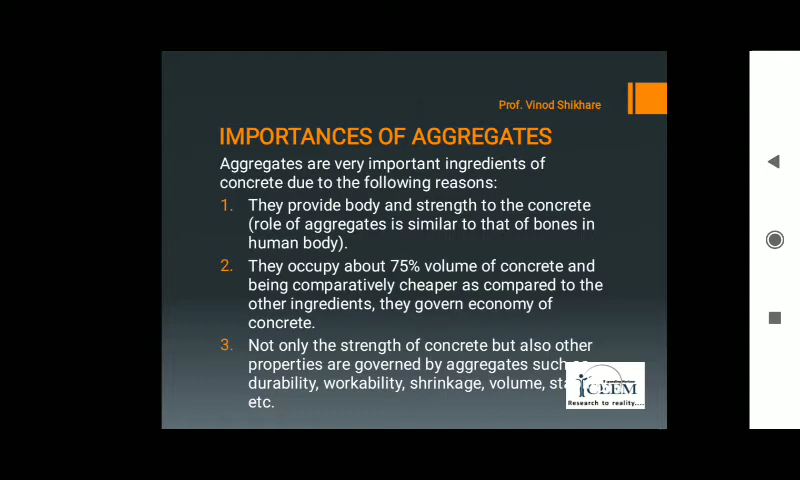 Prof. Vinod Shikhare
IMPORTANCES OF AGGREGATES
Aggregates are very important ingredients of
concrete due to the following reasons:
1. They provide body and strength to the concrete
(role of aggregates is similar to that of bones in
human body).
2. They occupy about 75% volume of concrete and
being comparatively cheaper as compared to the
other ingredients, they govern economy of
concrete.
3. Not only the strength of concrete but also other
properties are governed by aggregates such
durability, workability, shrinkage, volume,
etc.
ICEEM
Research to reality....